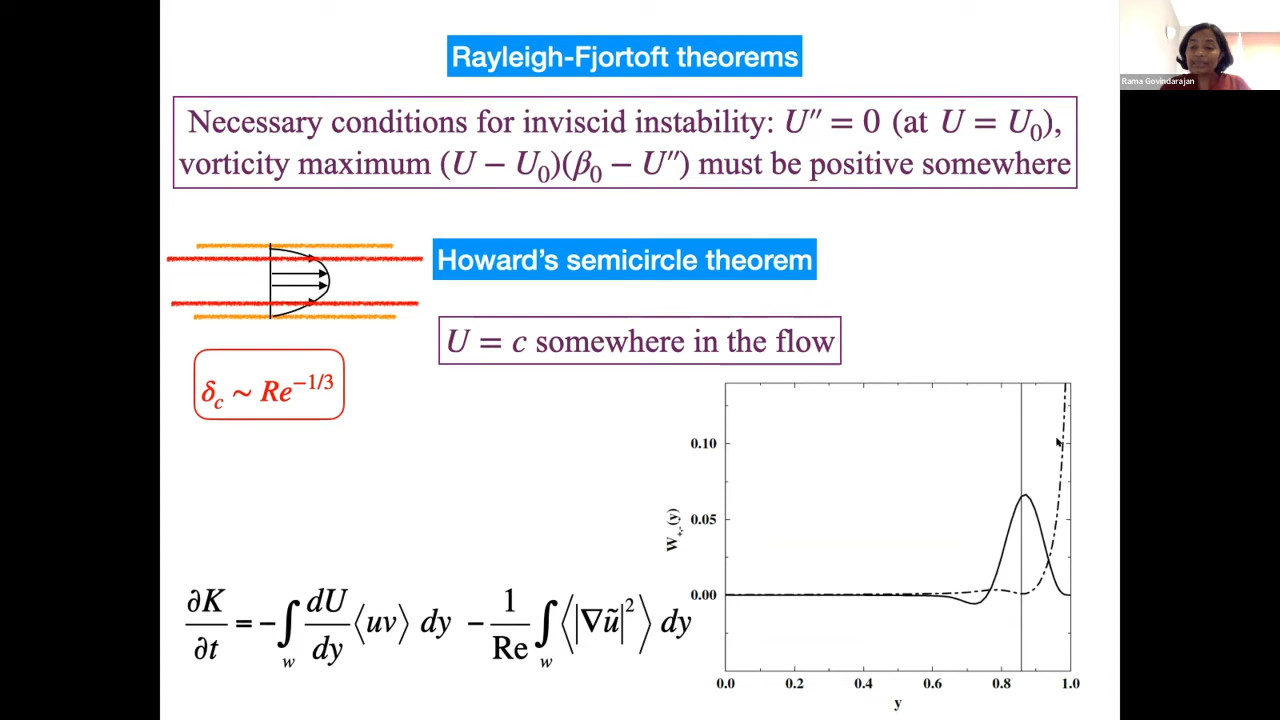 Rayleigh-Fjortoft theorems
Rama Govindarajan
Necessary conditions for inviscid instability: U″ = 0 (at U = U₀),
vorticity maximum (U − U₀)(β₀ − U″) must be positive somewhere
Howard's semicircle theorem
U = c somewhere in the flow
δ_c ~ Re^{−1/3}
∂K/∂t = −∫_w dU/dy ⟨uv⟩ dy − 1/Re ∫_w ⟨|∇ũ|²⟩ dy
0.10
0.05
0.00
W₊,₋(y)
0.0 0.2 0.4 0.6 0.8 1.0
y